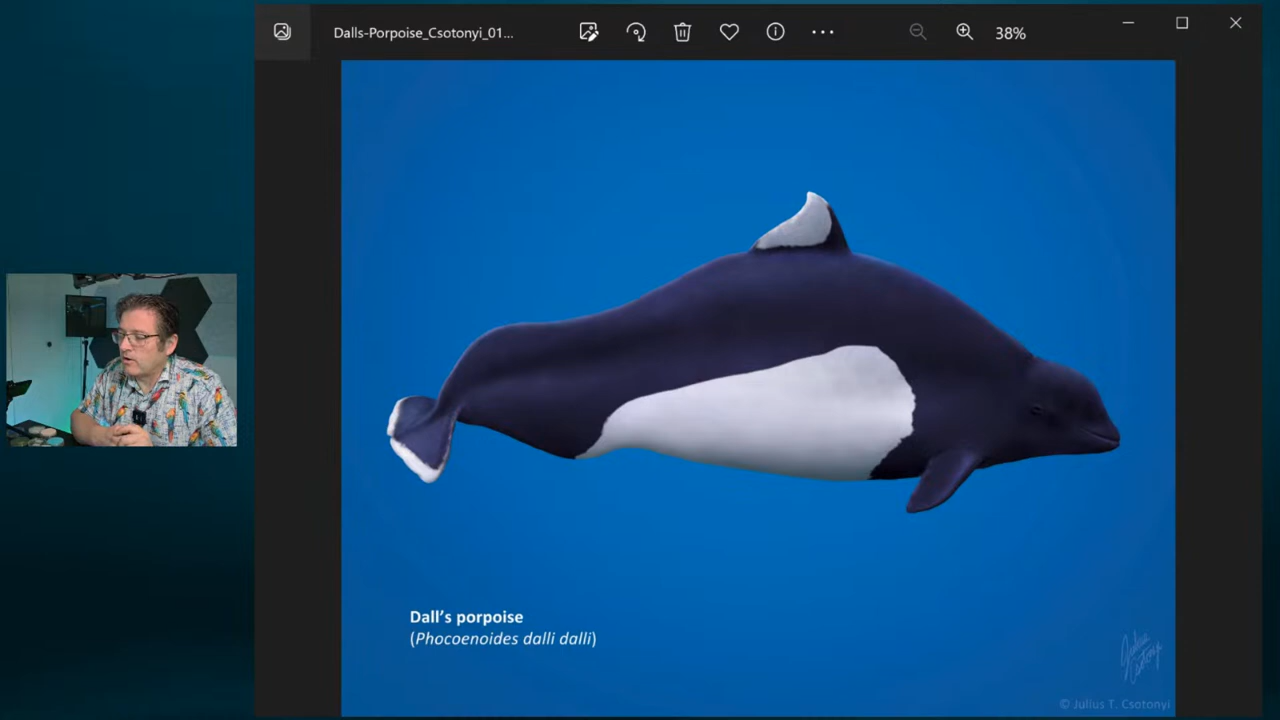 Dalls-Porpoise_Csotonyi_01...
38%
Dall's porpoise
(Phocoenoides dalli dalli)
© Julius T. Csotonyi